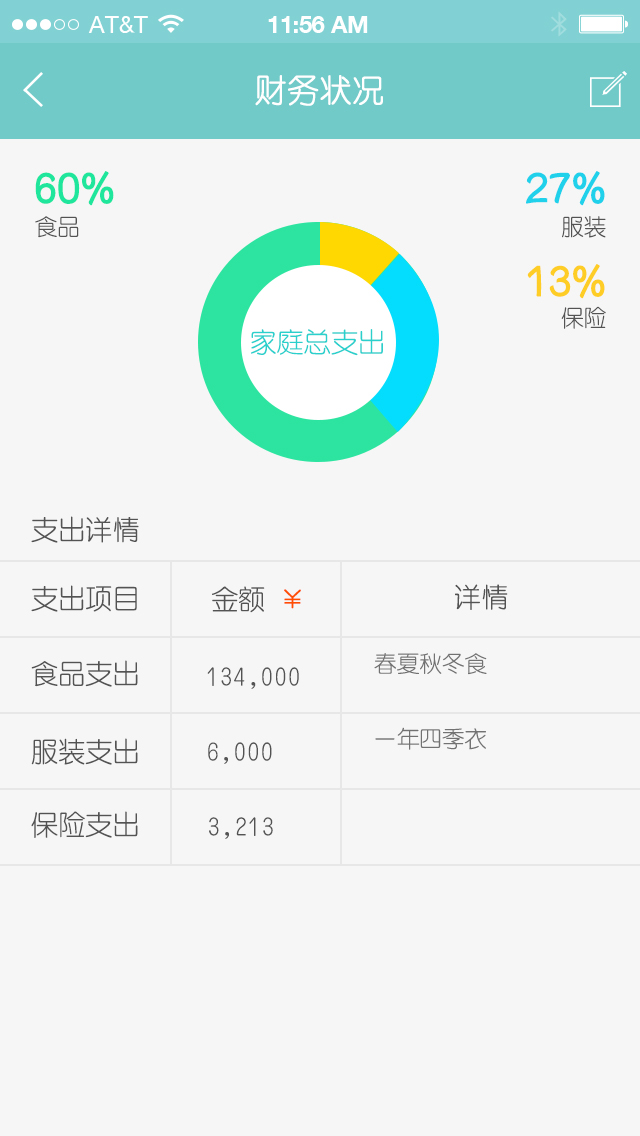 AT&T 11:56 AM
财务状况
60%
食品
27%
服装
13%
保险
家庭总支出
支出详情
支出项目 金额 ¥ 详情
食品支出 134,000 春夏秋冬食
服装支出 6,000 一年四季衣
保险支出 3,213